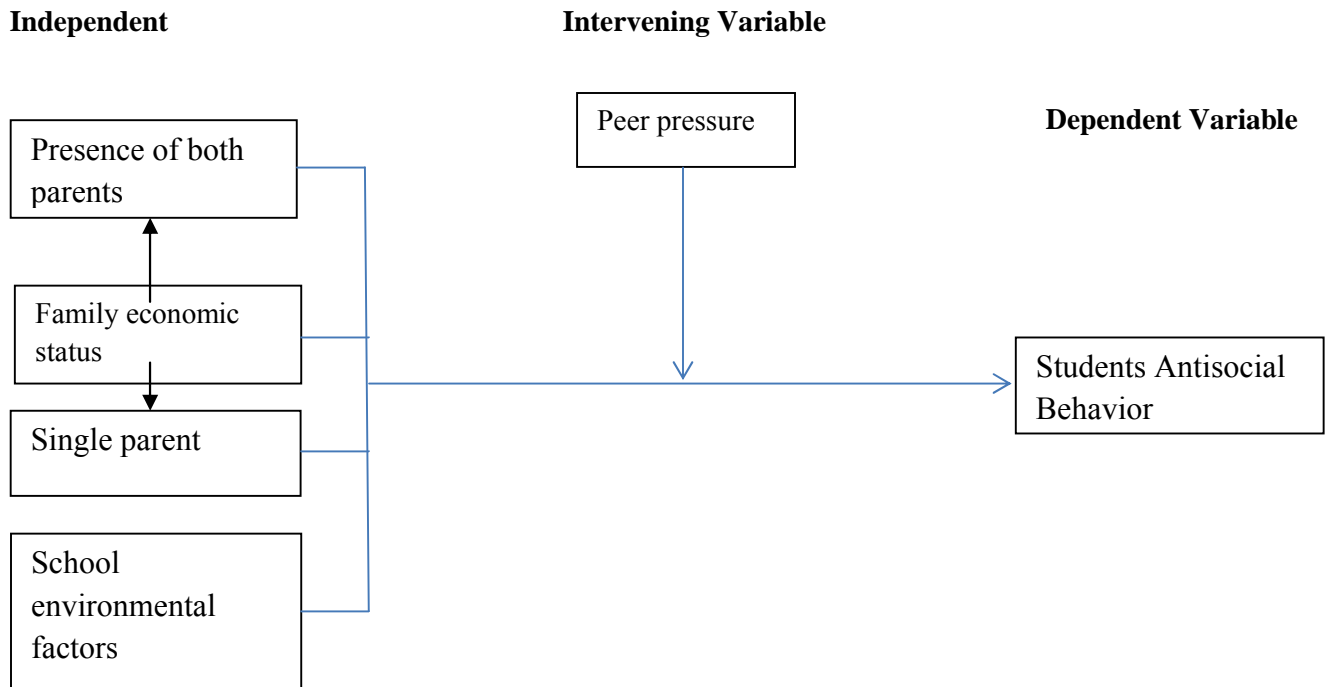 Independent
Intervening Variable
Peer pressure
Dependent Variable
Presence of both
parents
Family economic
status
Students Antisocial
Behavior
Single parent
School
environmental
factors